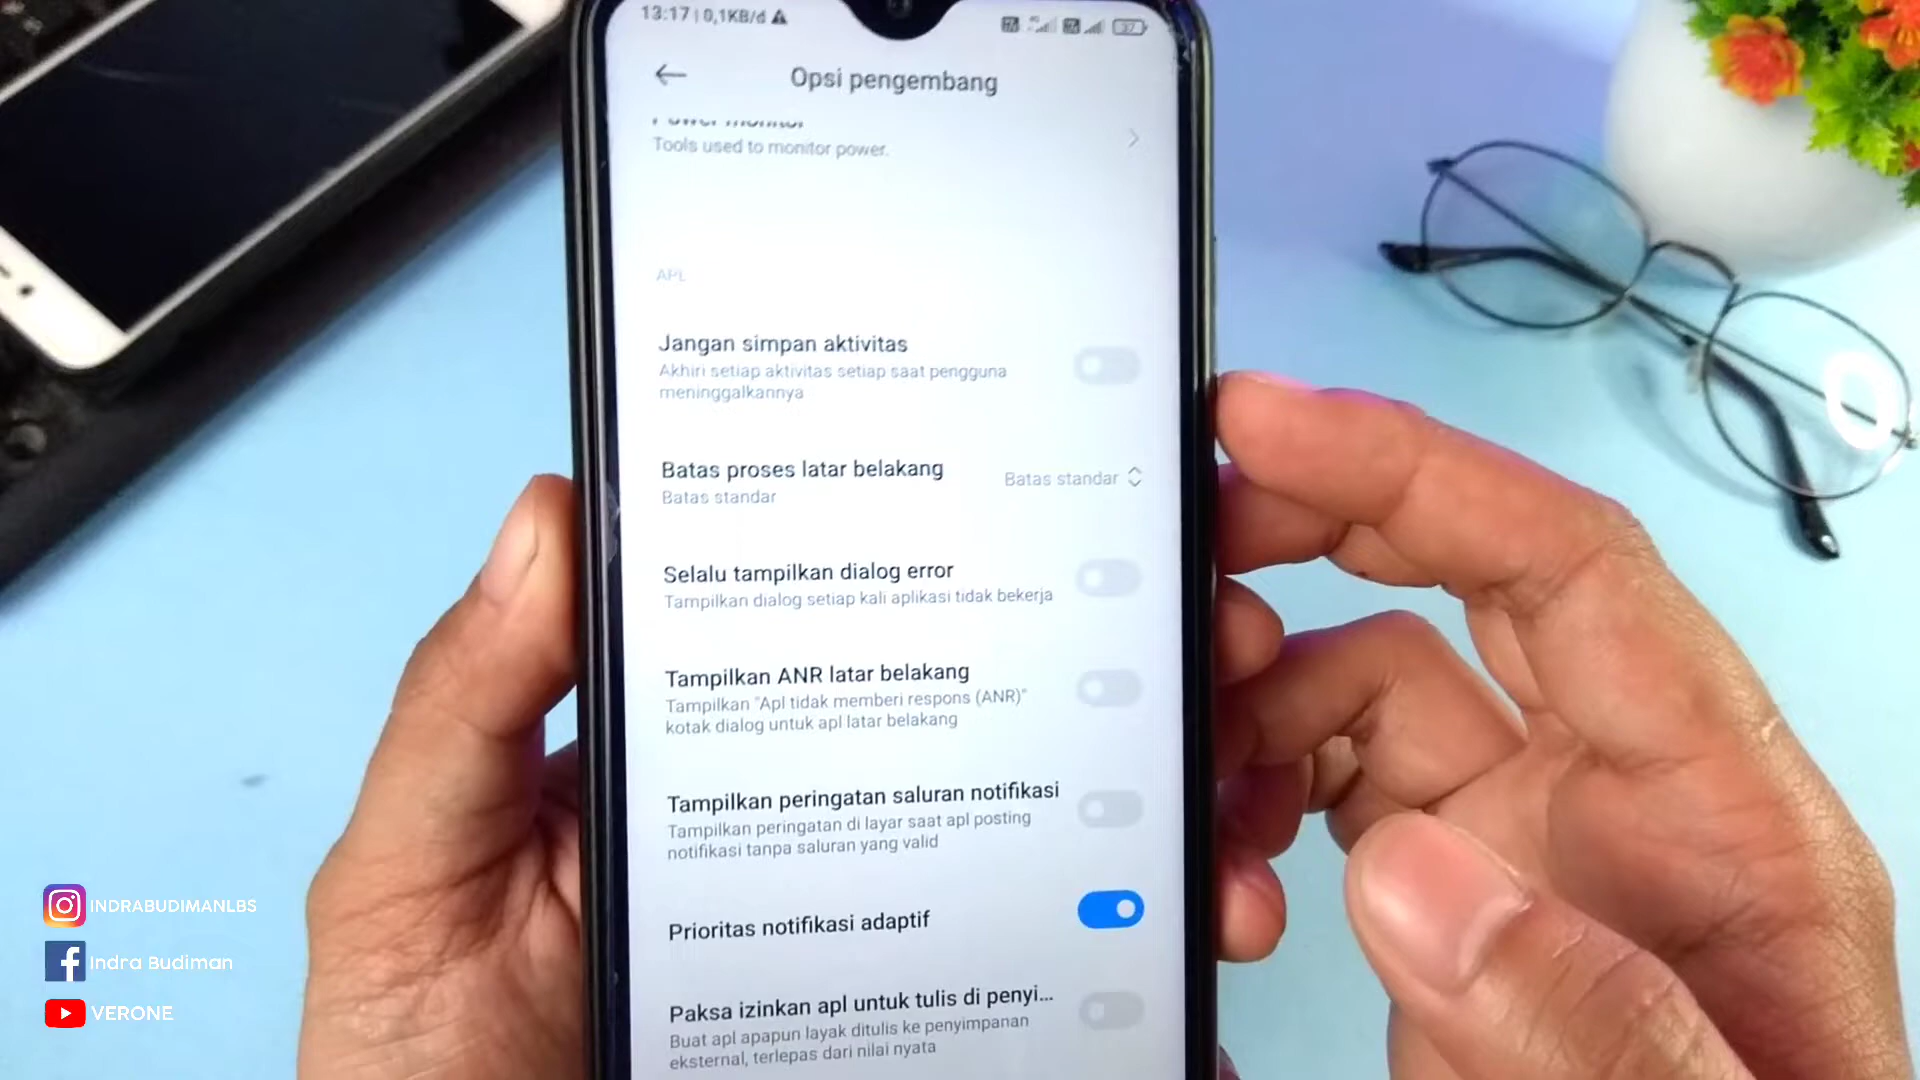 13:17 | 0,1KB/d
37
Opsi pengembang
Power monitor
Tools used to monitor power.
APL
Jangan simpan aktivitas
Akhiri setiap aktivitas setiap saat pengguna
meninggalkannya
Batas proses latar belakang
Batas standar
Batas standar
Selalu tampilkan dialog error
Tampilkan dialog setiap kali aplikasi tidak bekerja
Tampilkan ANR latar belakang
Tampilkan "Apl tidak memberi respons (ANR)"
kotak dialog untuk apl latar belakang
Tampilkan peringatan saluran notifikasi
Tampilkan peringatan di layar saat apl posting
notifikasi tanpa saluran yang valid
Prioritas notifikasi adaptif
Paksa izinkan apl untuk tulis di penyi...
Buat apl apapun layak ditulis ke penyimpanan
eksternal, terlepas dari nilai nyata
INDRABUDIMANLBS
Indra Budiman
VERONE